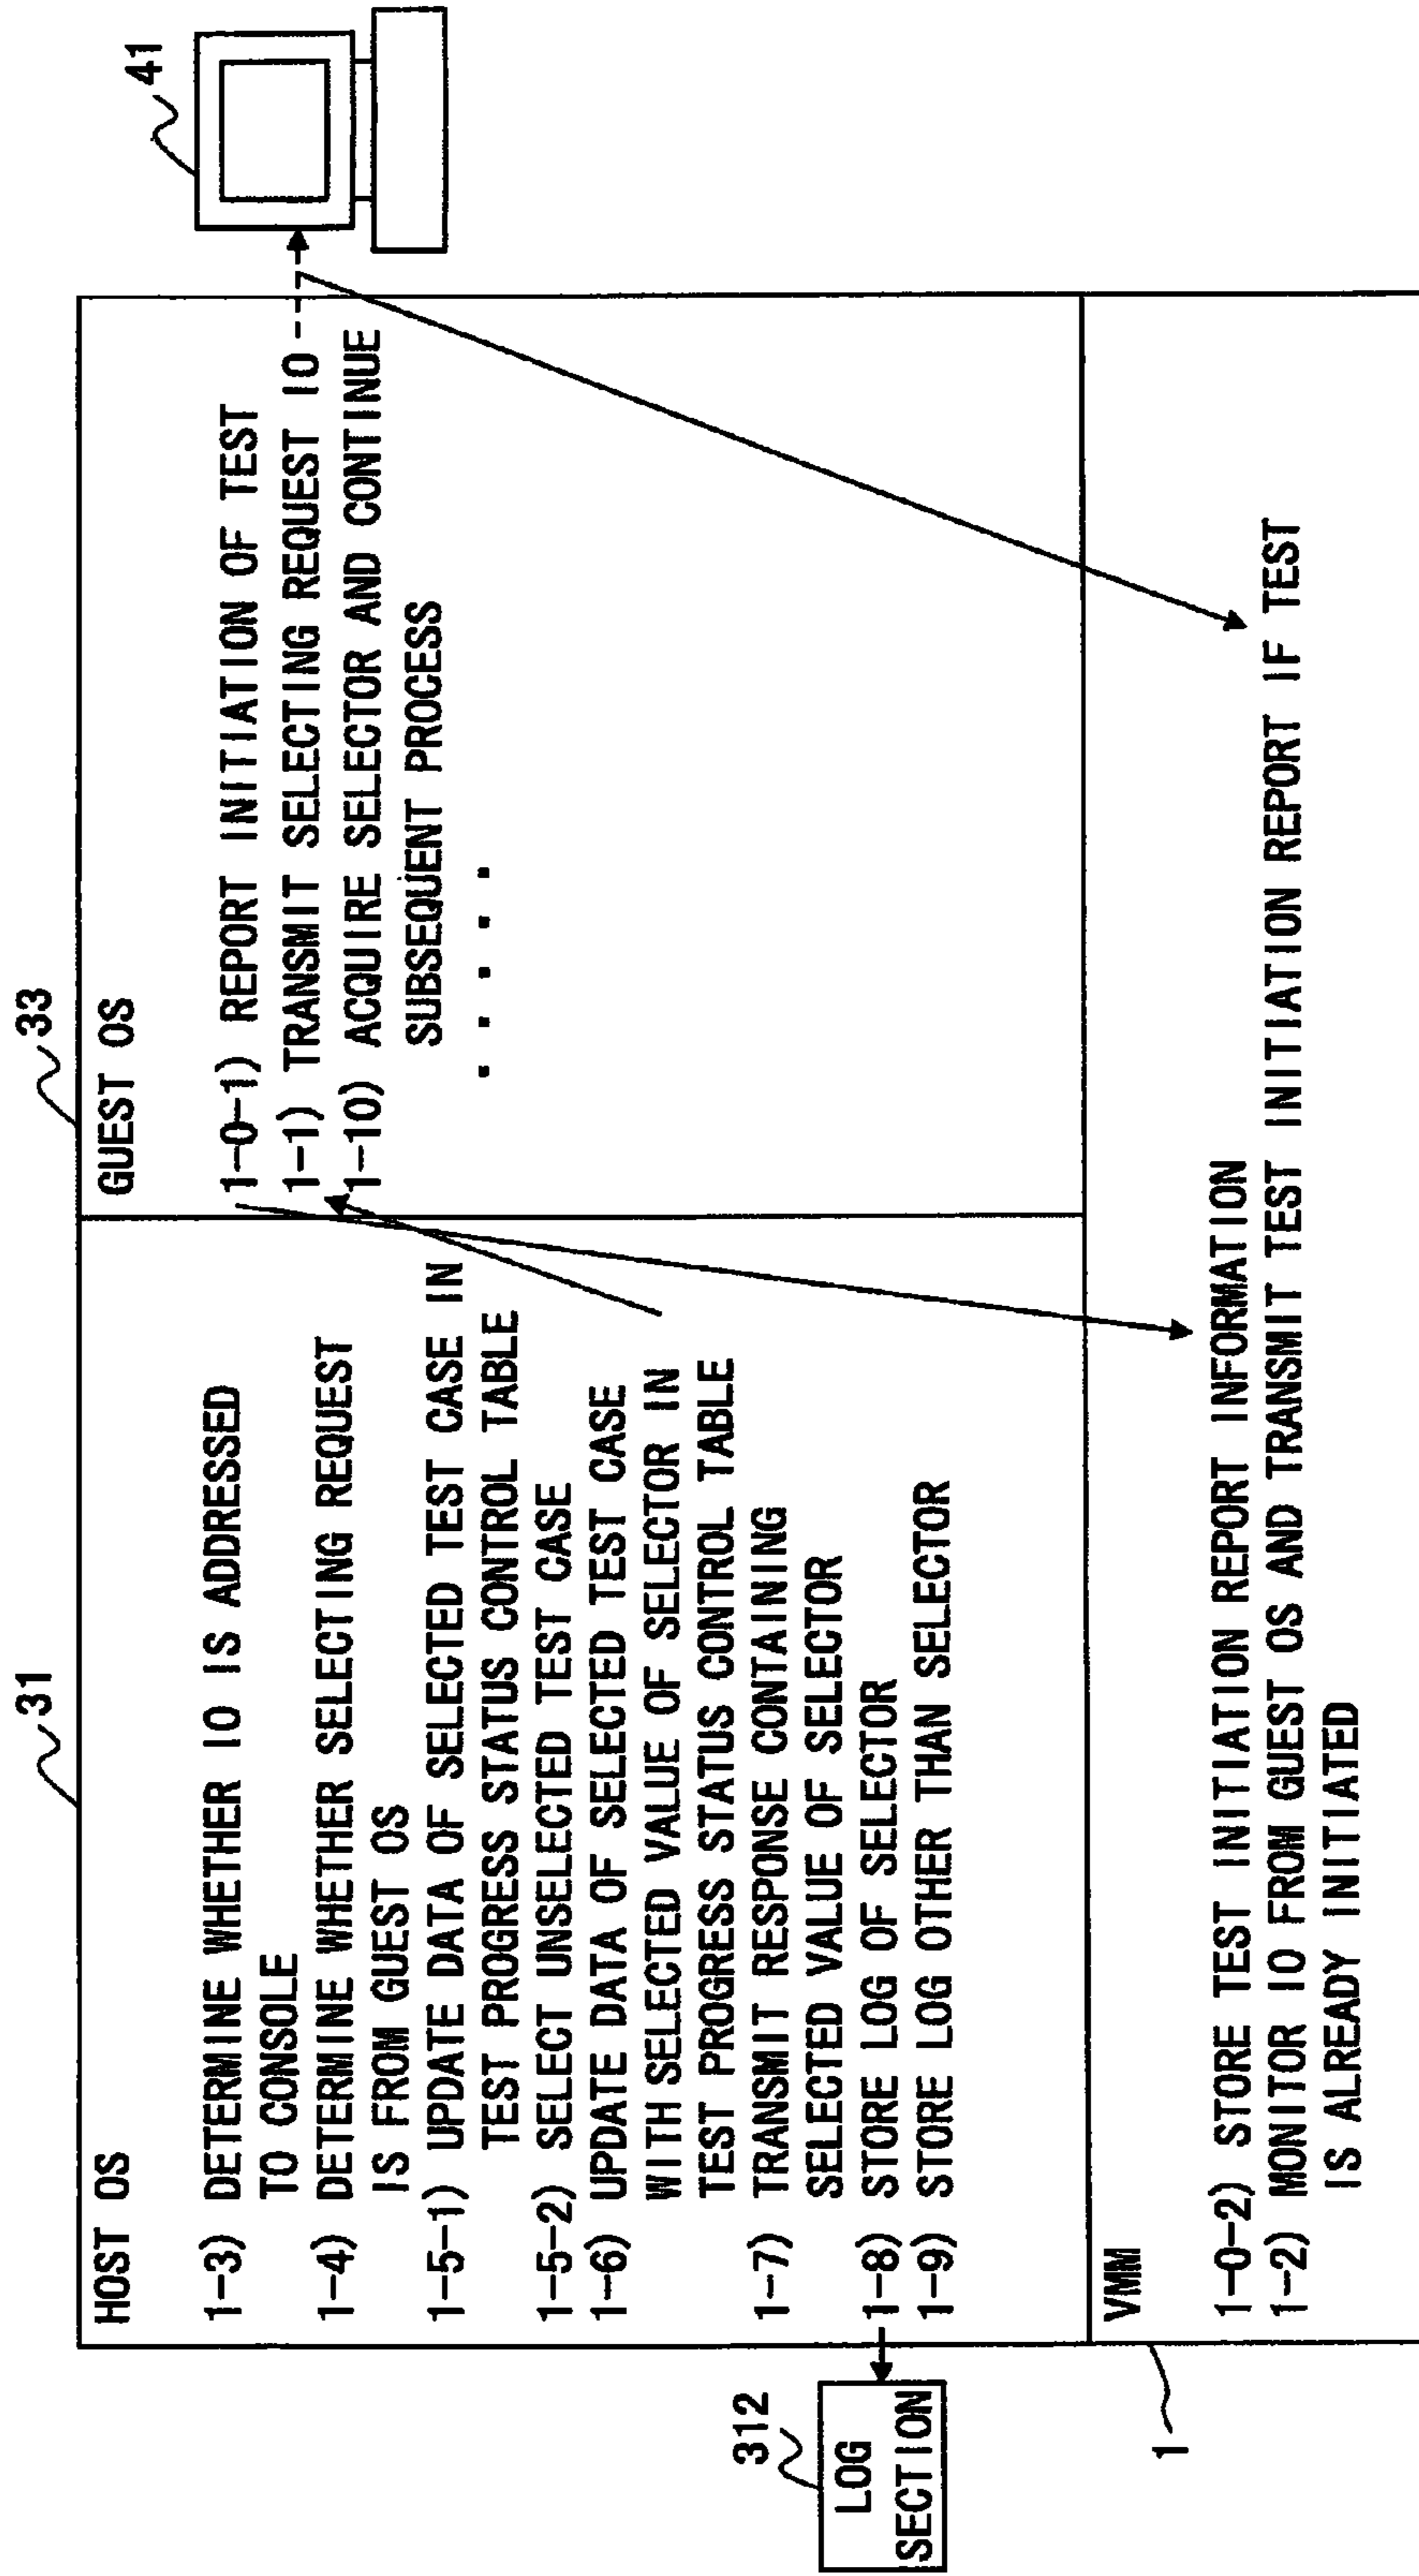 31
HOST OS
1-3) DETERMINE WHETHER IO IS ADDRESSED
TO CONSOLE
1-4) DETERMINE WHETHER SELECTING REQUEST
IS FROM GUEST OS
1-5-1) UPDATE DATA OF SELECTED TEST CASE IN
TEST PROGRESS STATUS CONTROL TABLE
1-5-2) SELECT UNSELECTED TEST CASE
1-6) UPDATE DATA OF SELECTED TEST CASE
WITH SELECTED VALUE OF SELECTOR IN
TEST PROGRESS STATUS CONTROL TABLE
1-7) TRANSMIT RESPONSE CONTAINING
SELECTED VALUE OF SELECTOR
1-8) STORE LOG OF SELECTOR
1-9) STORE LOG OTHER THAN SELECTOR
312
LOG
SECTION
33
GUEST OS
1-0-1) REPORT INITIATION OF TEST
1-1) TRANSMIT SELECTING REQUEST IO
1-10) ACQUIRE SELECTOR AND CONTINUE
SUBSEQUENT PROCESS
.....
41
VMM
1-0-2) STORE TEST INITIATION REPORT INFORMATION
1-2) MONITOR IO FROM GUEST OS AND TRANSMIT TEST INITIATION REPORT IF TEST
IS ALREADY INITIATED
1